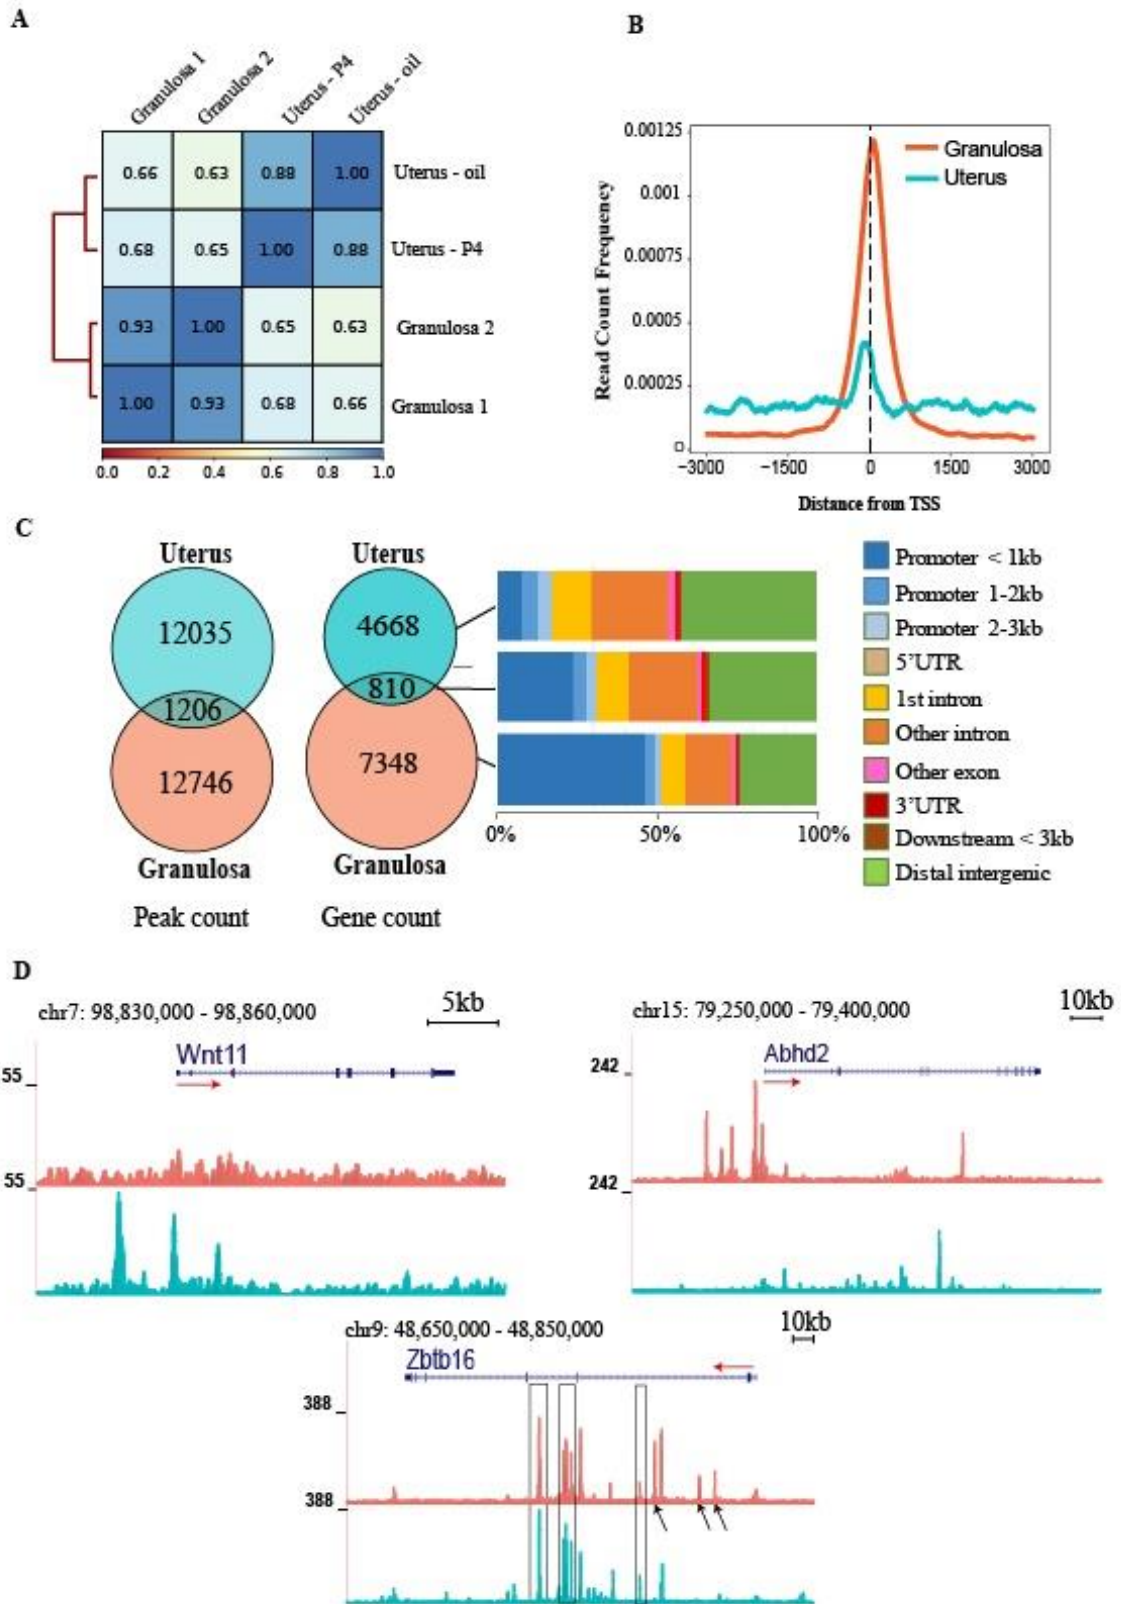 A
Granulosa 1
Granulosa 2
Uterus - P4
Uterus - oil
0.66 0.63 0.88 1.00 Uterus - oil
0.68 0.65 1.00 0.88 Uterus - P4
0.93 1.00 0.65 0.63 Granulosa 2
1.00 0.93 0.68 0.66 Granulosa 1
0.0 0.2 0.4 0.6 0.8 1.0
B
Read Count Frequency
0.00125
0.001
0.00075
0.0005
0.00025
0
Granulosa
Uterus
−3000 −1500 0 1500 3000
Distance from TSS
C
Uterus
12035
1206
12746
Granulosa
Peak count
Uterus
4668
810
7348
Granulosa
Gene count
0% 50% 100%
Promoter < 1kb
Promoter 1-2kb
Promoter 2-3kb
5’UTR
1st intron
Other intron
Other exon
3’UTR
Downstream < 3kb
Distal intergenic
D
chr7: 98,830,000 - 98,860,000
5kb
Wnt11
55
55
chr15: 79,250,000 - 79,400,000
10kb
Abhd2
242
242
chr9: 48,650,000 - 48,850,000
10kb
Zbtb16
388
388